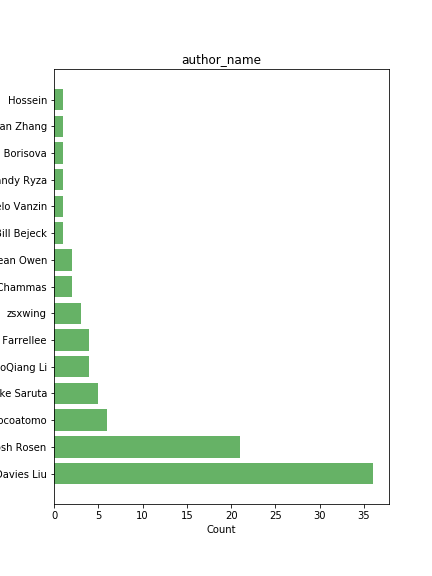 author_name
Hossein
an Zhang
Borisova
andy Ryza
elo Vanzin
Bill Bejeck
ean Owen
Chammas
zsxwing
Farrellee
oQiang Li
ke Saruta
ocoatomo
osh Rosen
Davies Liu
0 5 10 15 20 25 30 35
Count